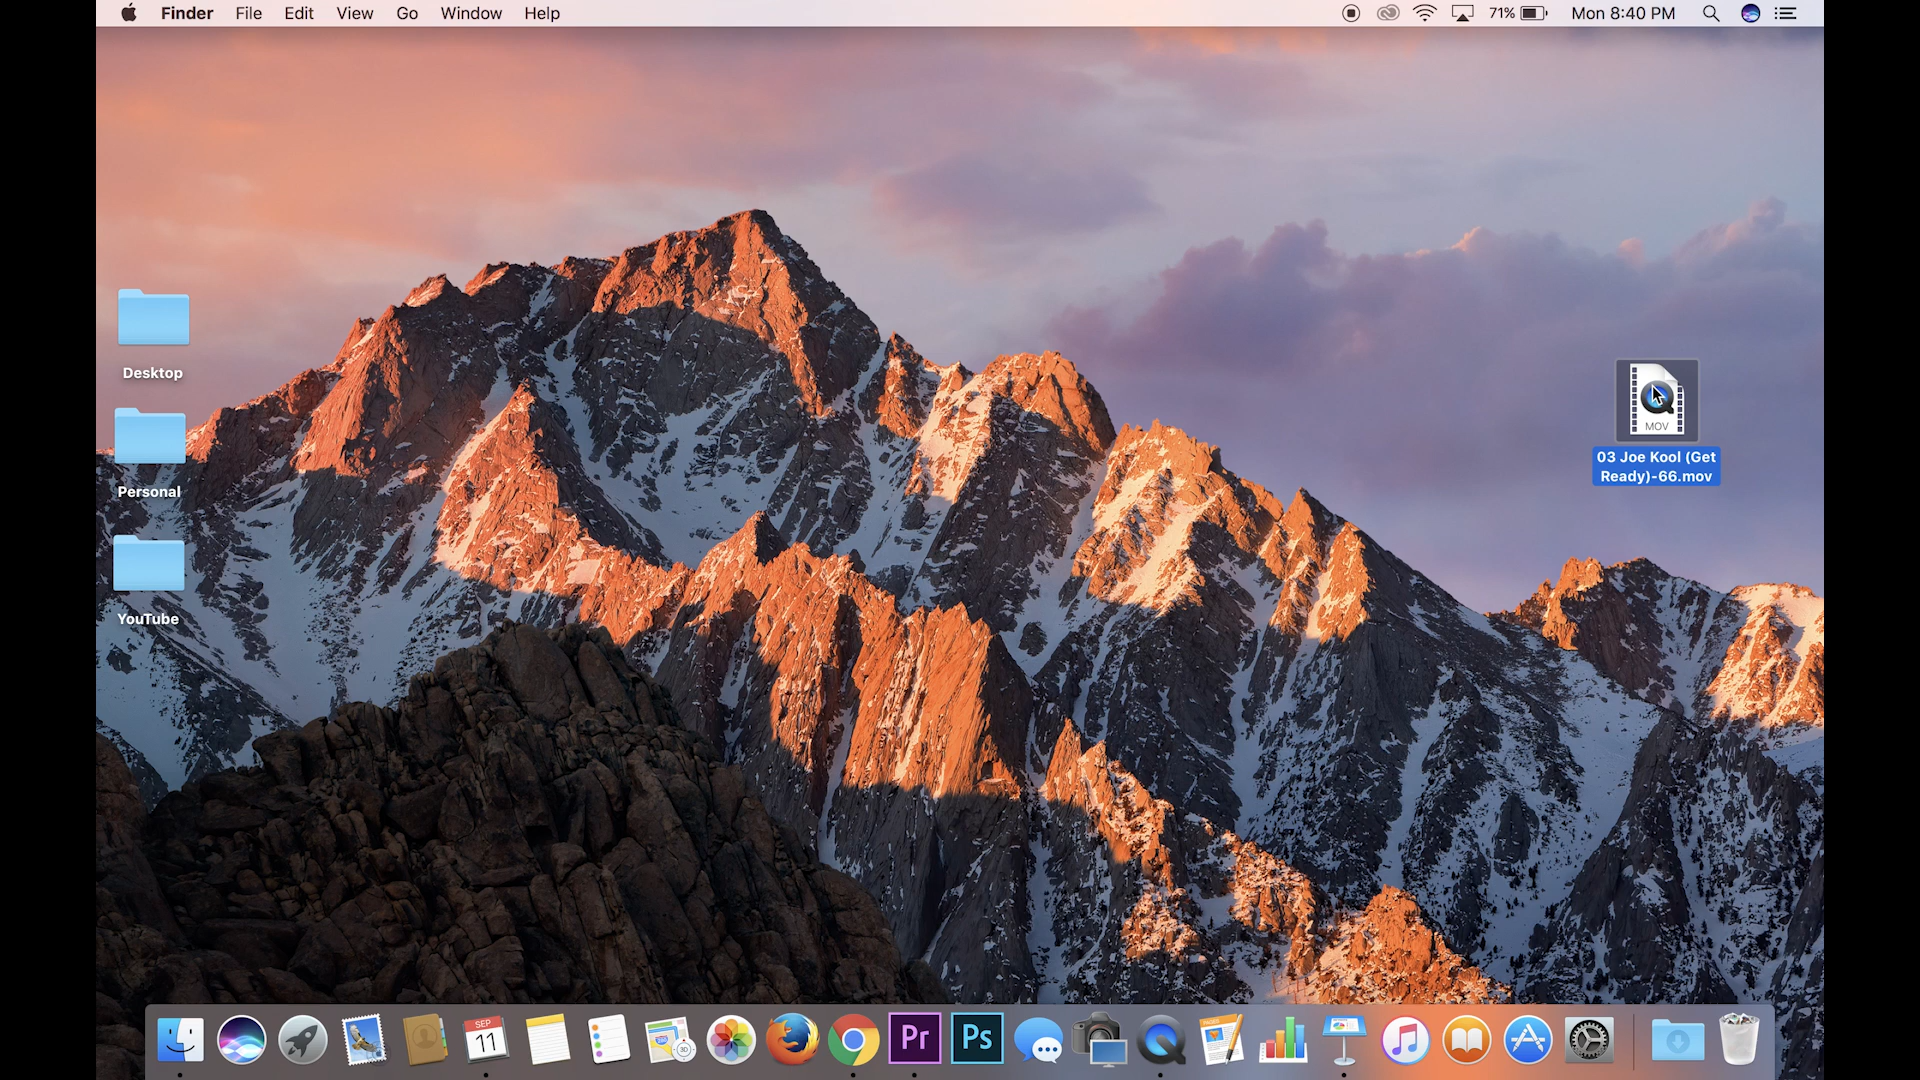 Finder File Edit View Go Window Help 71% Mon 8:40 PM
Desktop
Personal
YouTube
MOV
03 Joe Kool (Get
Ready)-66.mov
SEP
11
Pr
Ps